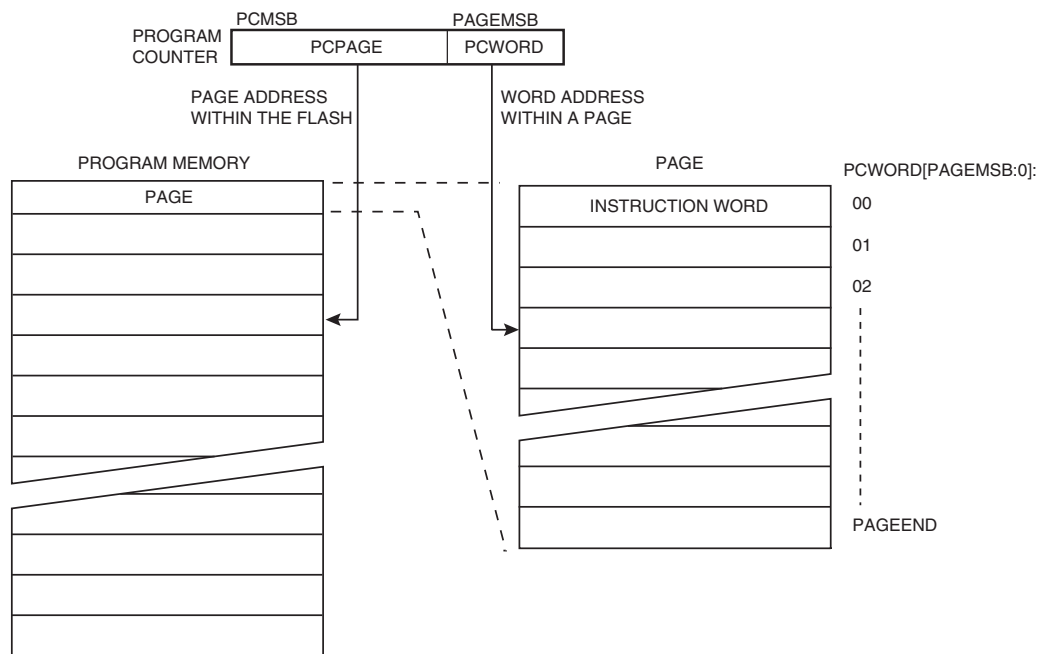 PCMSB
PAGEMSB
PROGRAM
COUNTER
PCPAGE
PCWORD
PAGE ADDRESS
WITHIN THE FLASH
WORD ADDRESS
WITHIN A PAGE
PROGRAM MEMORY
PAGE
PAGE
INSTRUCTION WORD
PCWORD[PAGEMSB:0]:
00
01
02
PAGEEND